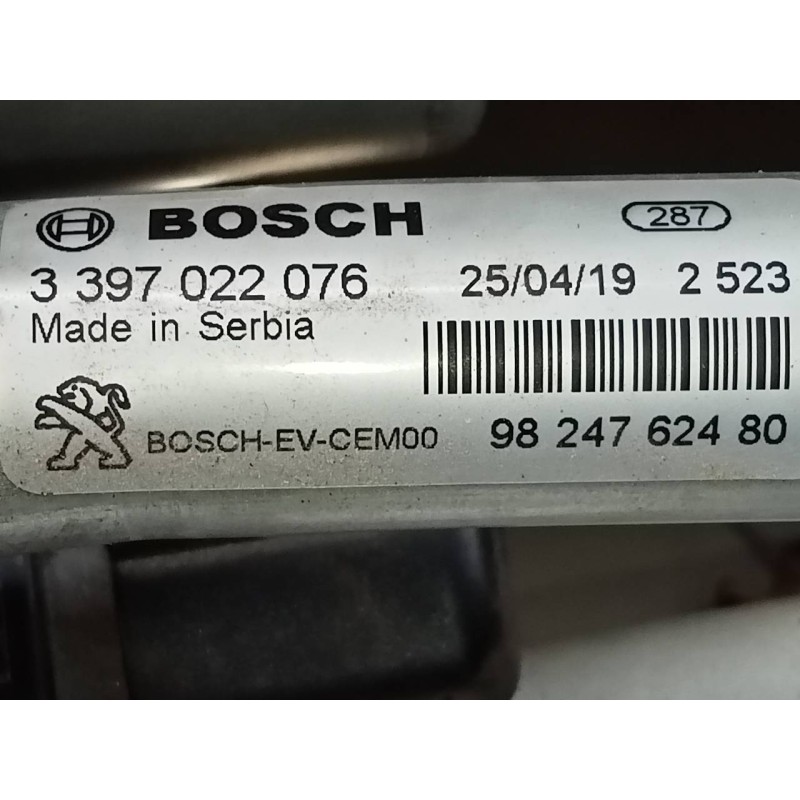 BOSCH 287
3 397 022 076 25/04/19 2 523
Made in Serbia
BOSCH-EV-CEM00 98 247 624 80